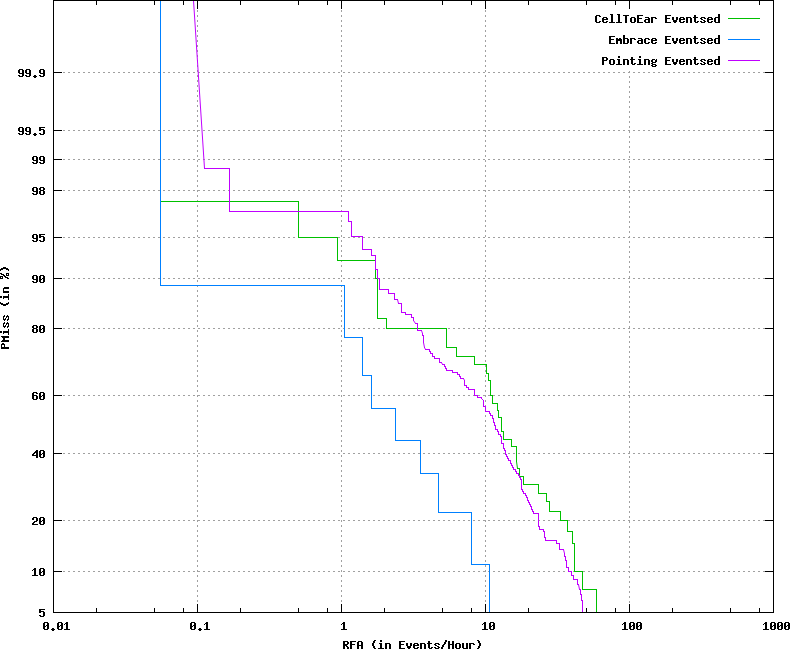 CellToEar Eventsed
Embrace Eventsed
Pointing Eventsed
99.9
99.5
99
98
95
90
80
60
40
20
10
5
PMiss (in %)
0.01 0.1 1 10 100 1000
RFA (in Events/Hour)